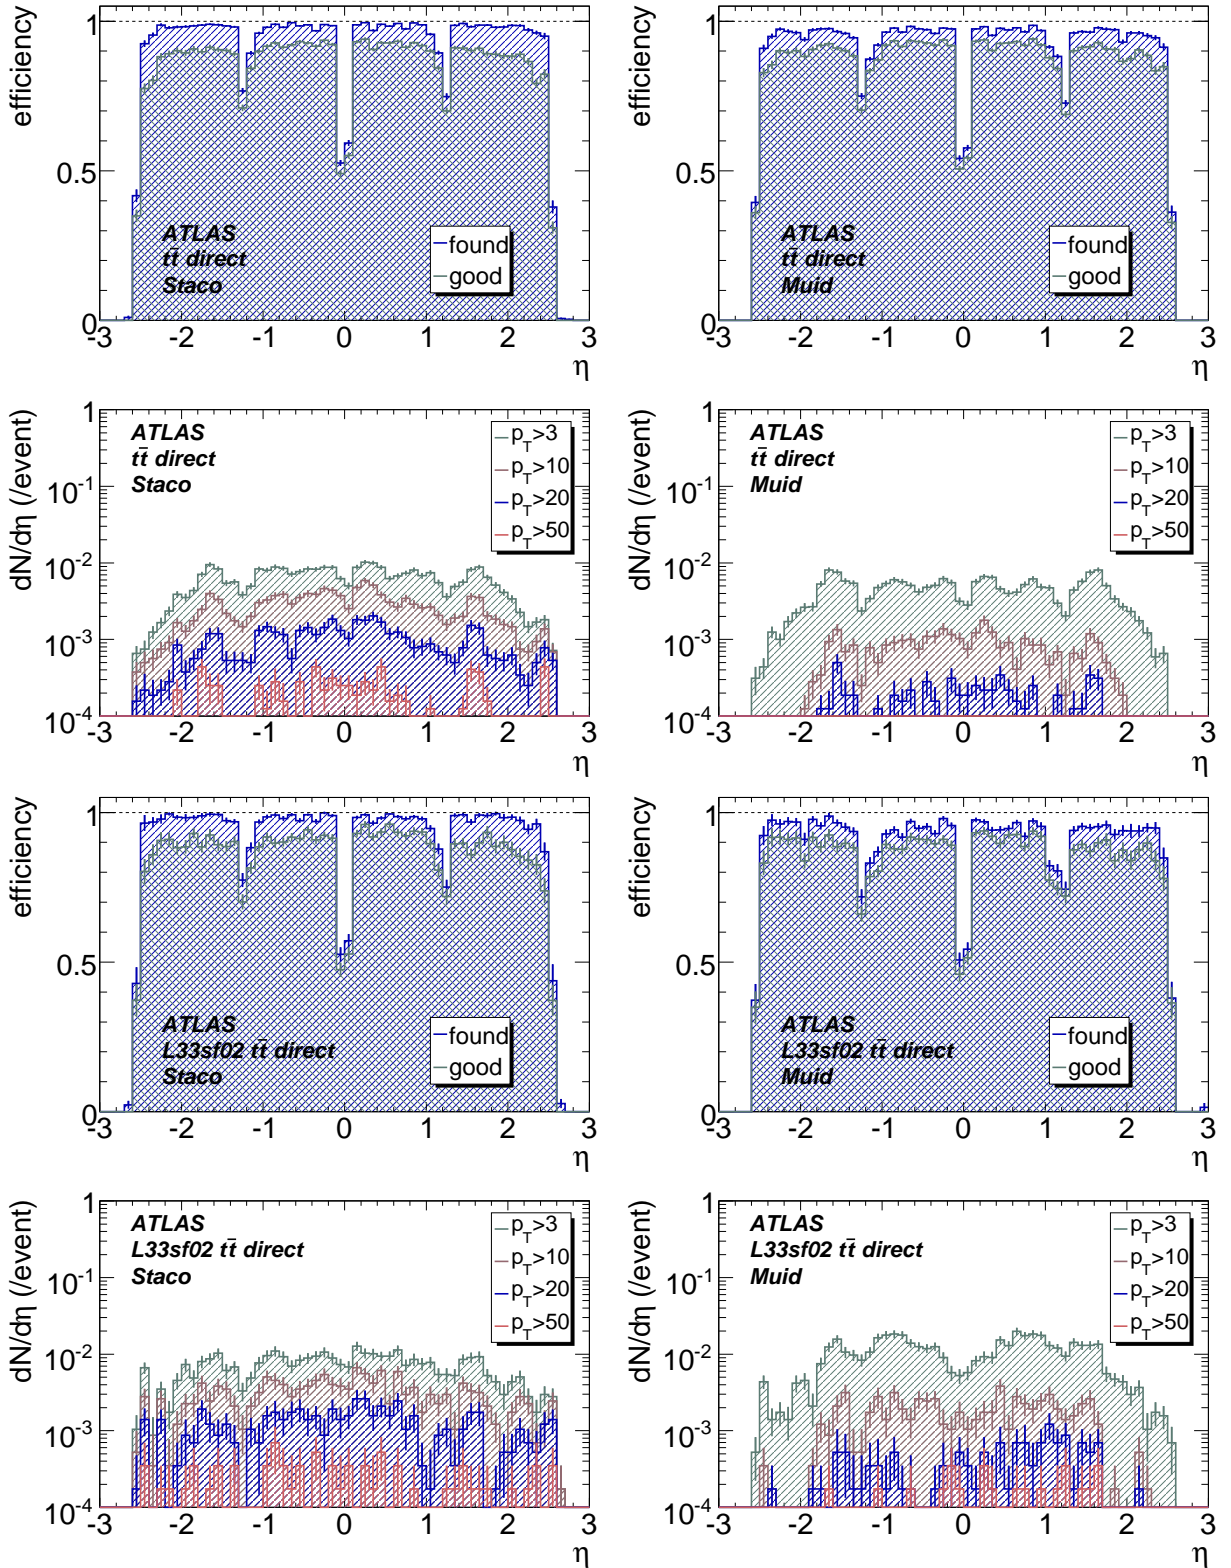 efficiency
1
0.5
0
ATLAS
tt̄ direct
Staco
found
good
-3 -2 -1 0 1 2 3
η
efficiency
1
0.5
0
ATLAS
tt̄ direct
Muid
found
good
-3 -2 -1 0 1 2 3
η
dN/dη (/event)
1
10⁻¹
10⁻²
10⁻³
10⁻⁴
ATLAS
tt̄ direct
Staco
p_T>3
p_T>10
p_T>20
p_T>50
-3 -2 -1 0 1 2 3
η
dN/dη (/event)
1
10⁻¹
10⁻²
10⁻³
10⁻⁴
ATLAS
tt̄ direct
Muid
p_T>3
p_T>10
p_T>20
p_T>50
-3 -2 -1 0 1 2 3
η
efficiency
1
0.5
0
ATLAS
L33sf02 tt̄ direct
Staco
found
good
-3 -2 -1 0 1 2 3
η
efficiency
1
0.5
0
ATLAS
L33sf02 tt̄ direct
Muid
found
good
-3 -2 -1 0 1 2 3
η
dN/dη (/event)
1
10⁻¹
10⁻²
10⁻³
10⁻⁴
ATLAS
L33sf02 tt̄ direct
Staco
p_T>3
p_T>10
p_T>20
p_T>50
-3 -2 -1 0 1 2 3
η
dN/dη (/event)
1
10⁻¹
10⁻²
10⁻³
10⁻⁴
ATLAS
L33sf02 tt̄ direct
Muid
p_T>3
p_T>10
p_T>20
p_T>50
-3 -2 -1 0 1 2 3
η